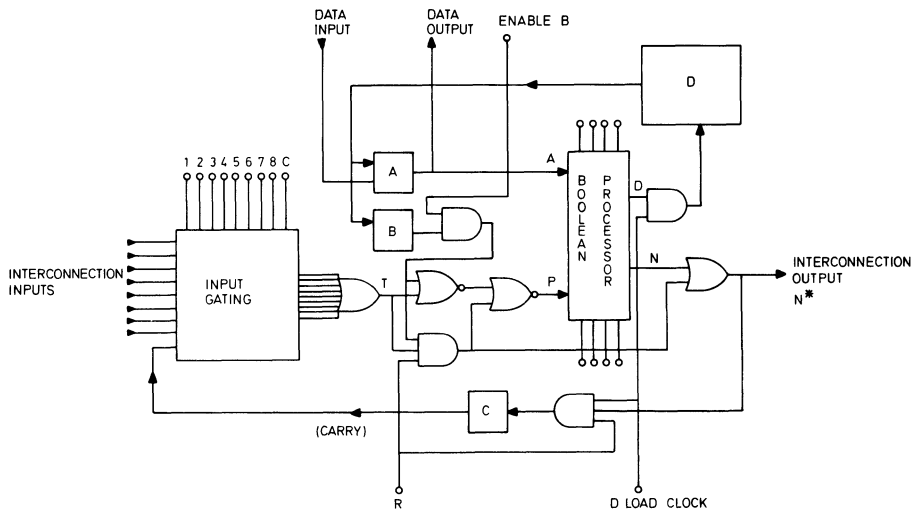 DATA INPUT
DATA OUTPUT
ENABLE B
D
1 2 3 4 5 6 7 8 C
A
A
B
BOOLEAN PROCESSOR
D
N
INTERCONNECTION INPUTS
INPUT GATING
T
P
INTERCONNECTION OUTPUT
N*
C
(CARRY)
R
D LOAD CLOCK